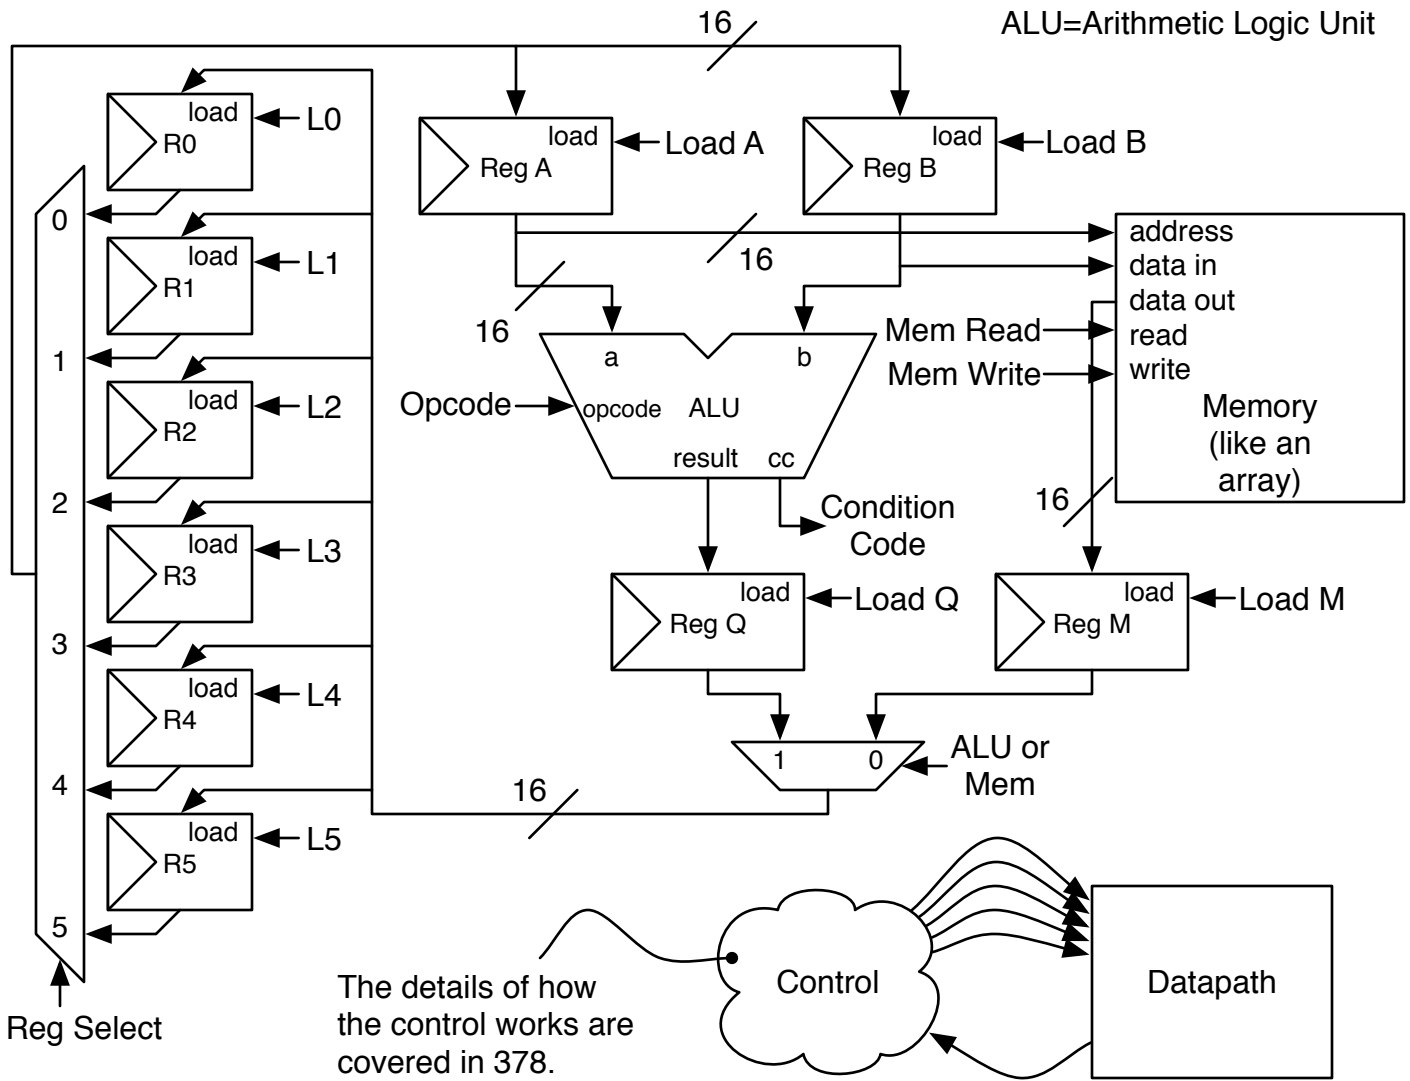 16
ALU=Arithmetic Logic Unit
load
R0
L0
load
Reg A
Load A
load
Reg B
Load B
0
load
R1
L1
16
16
address
data in
data out
read
write
Mem Read
Mem Write
Memory
(like an
array)
1
load
R2
L2
a
b
Opcode
opcode
ALU
result
cc
Condition
Code
16
2
load
R3
L3
load
Reg Q
Load Q
load
Reg M
Load M
3
load
R4
L4
1
0
ALU or
Mem
4
16
load
R5
L5
5
Reg Select
The details of how
the control works are
covered in 378.
Control
Datapath